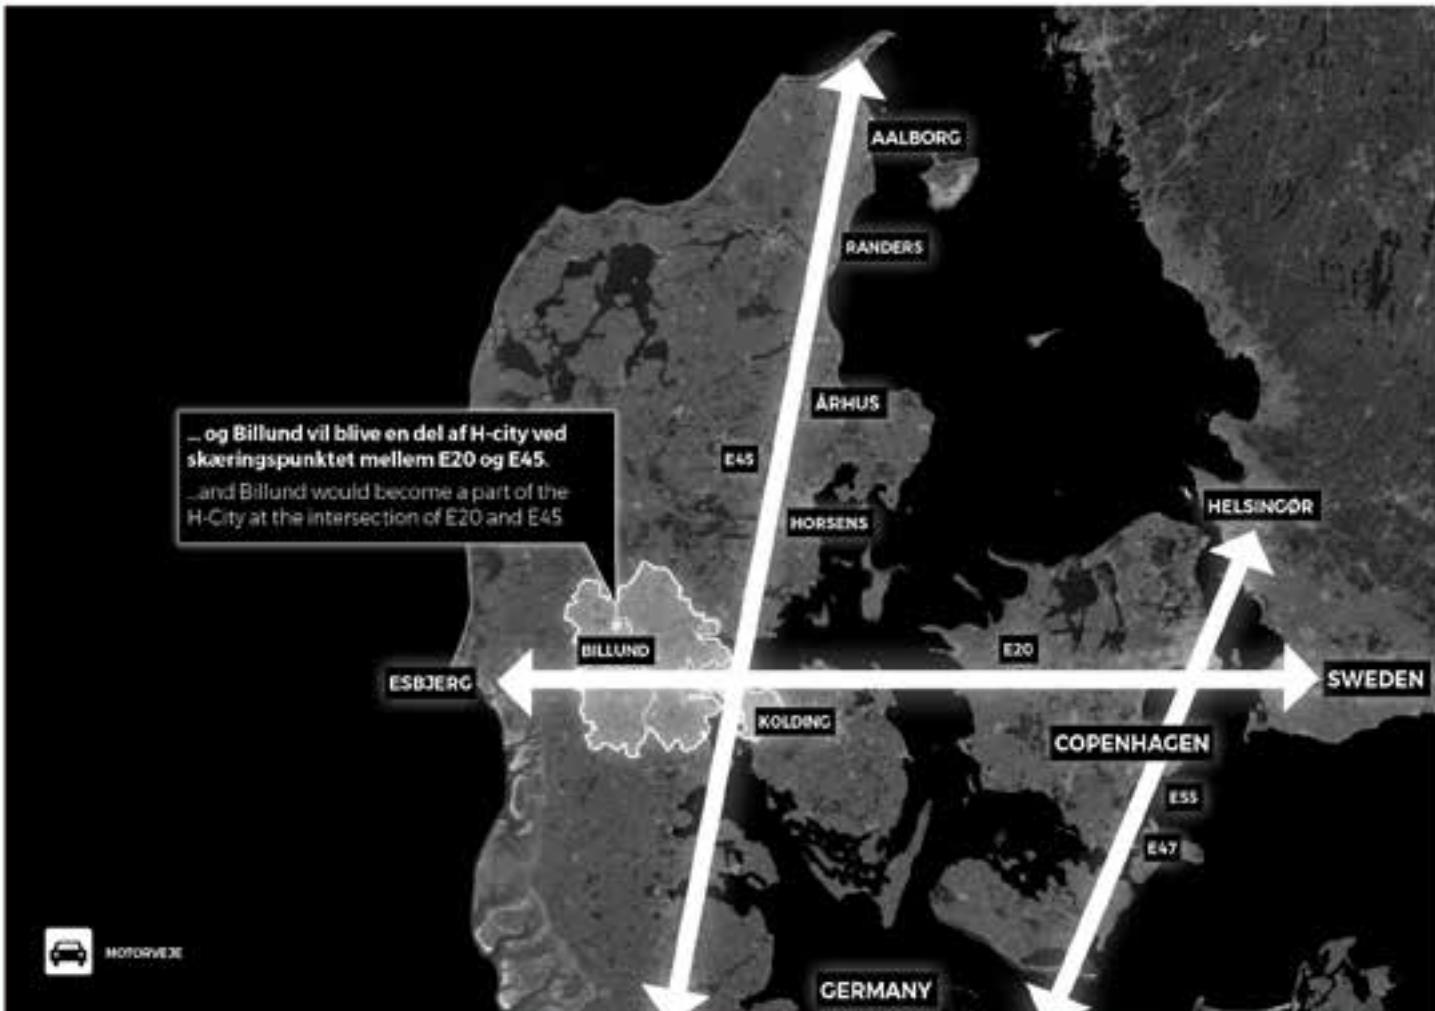 AALBORG
RANDERS
ÅRHUS
... og Billund vil blive en del af H-city ved
skæringspunktet mellem E20 og E45.
...and Billund would become a part of the
H-City at the intersection of E20 and E45
E45
HORSENS
HELSINGØR
BILLUND
E20
ESBJERG
SWEDEN
KOLDING
COPENHAGEN
E55
E47
MOTORVEJE
GERMANY